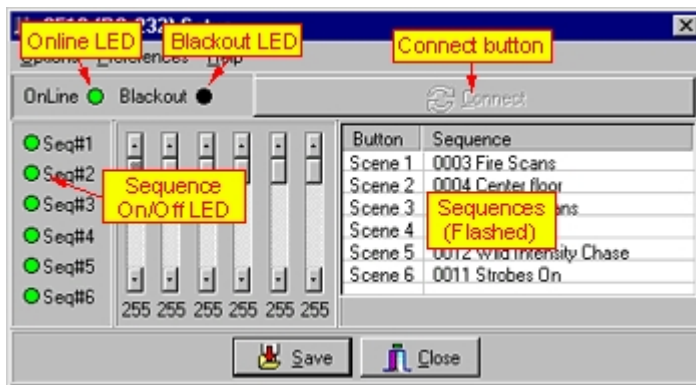 Online LED
Blackout LED
Connect button
Help
OnLine
Blackout
Connect
Seq#1
Seq#2
Seq#3
Seq#4
Seq#5
Seq#6
Sequence
On/Off LED
255 255 255 255 255 255
Button Sequence
Scene 1 0003 Fire Scans
Scene 2 0004 Center floor
Scene 3
Scene 4
Scene 5 0012 Wild Intensity Chase
Scene 6 0011 Strobes On
Sequences
(Flashed)
Save
Close